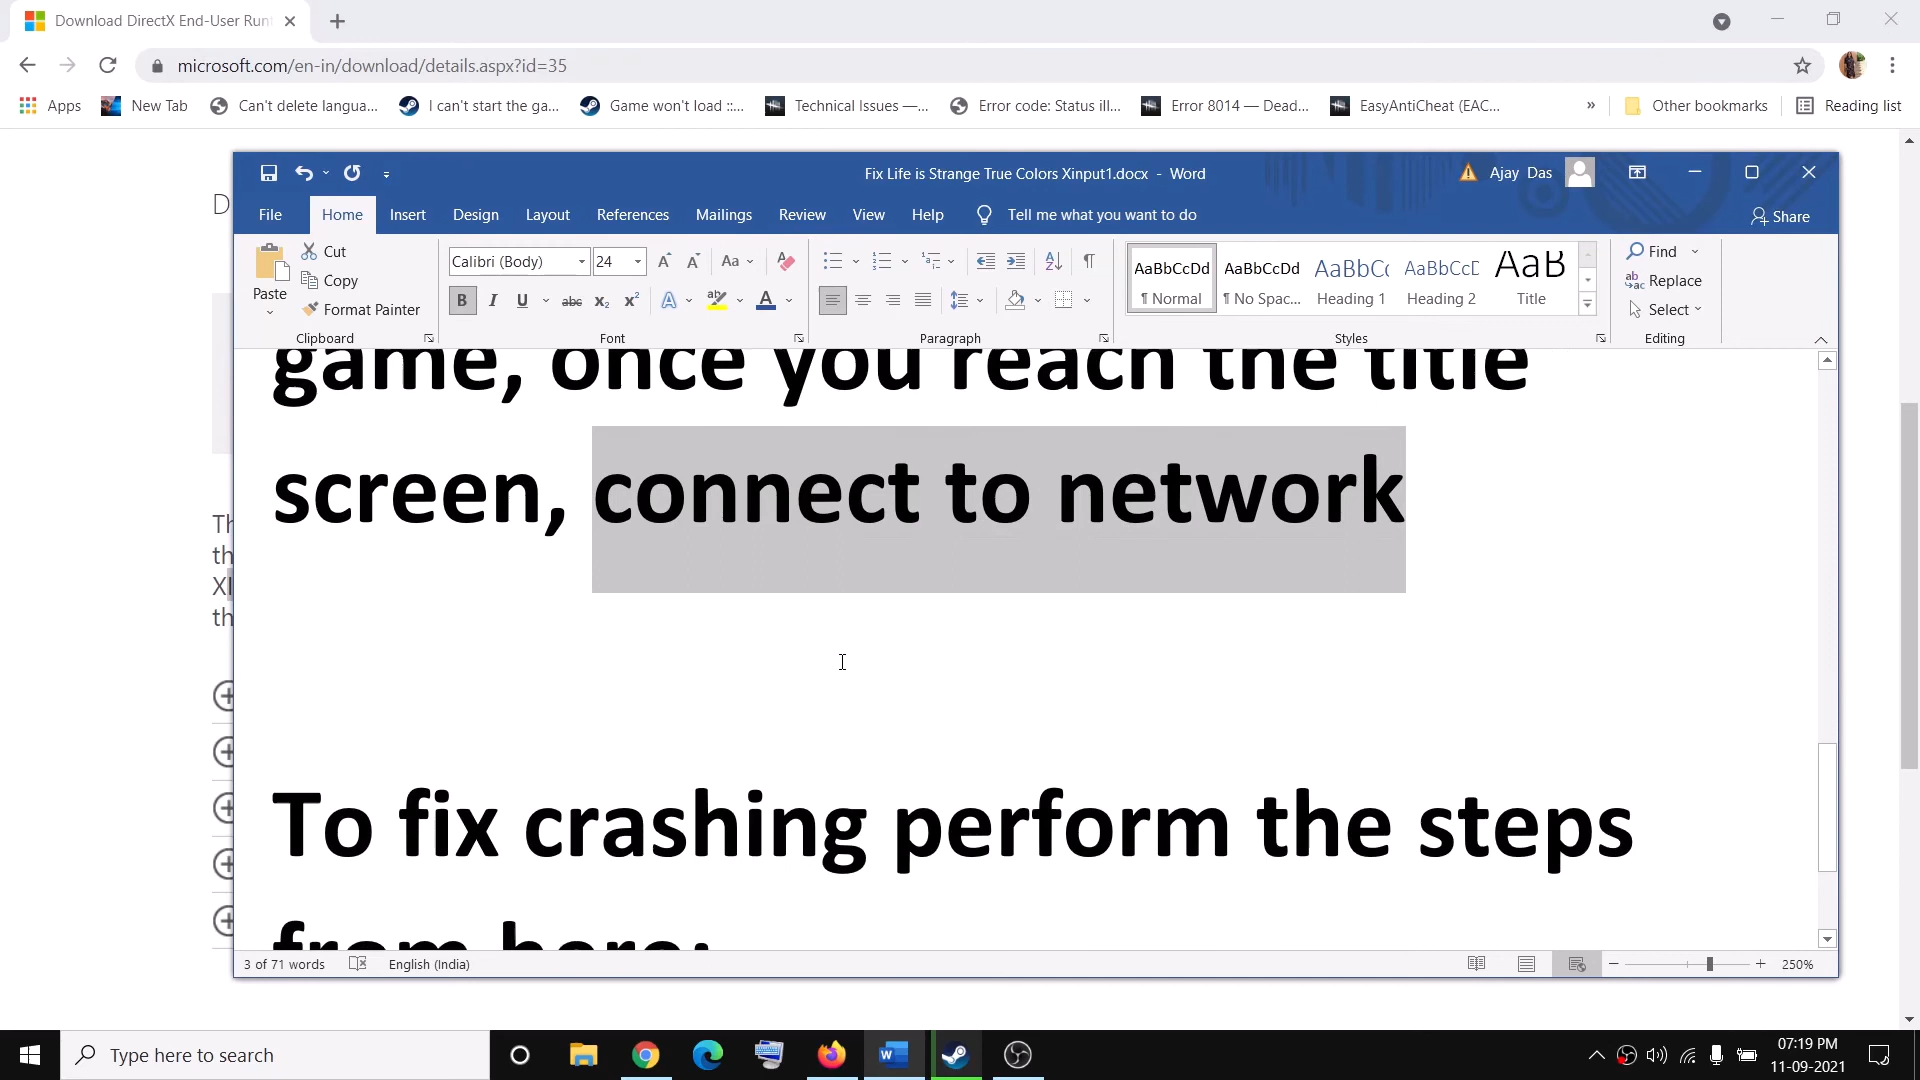 Download DirectX End-User Runt
microsoft.com/en-in/download/details.aspx?id=35
Apps
New Tab
Can't delete langua...
I can't start the ga...
Game won't load ::...
Technical Issues —...
Error code: Status ill...
Error 8014 — Dead...
EasyAntiCheat (EAC...
»
Other bookmarks
Reading list
Fix Life is Strange True Colors Xinput1.docx - Word
Ajay Das
File
Home
Insert
Design
Layout
References
Mailings
Review
View
Help
Tell me what you want to do
Share
Paste
Cut
Copy
Format Painter
Clipboard
Calibri (Body)
24
Font
Paragraph
AaBbCcDd
¶ Normal
AaBbCcDd
¶ No Spac...
AaBbCc
Heading 1
AaBbCcD
Heading 2
AaB
Title
Styles
Find
Replace
Select
Editing
D
Th
th
XI
th
game, once you reach the title
screen, connect to network
To fix crashing perform the steps
from here:
3 of 71 words
English (India)
250%
Type here to search
07:19 PM
11-09-2021